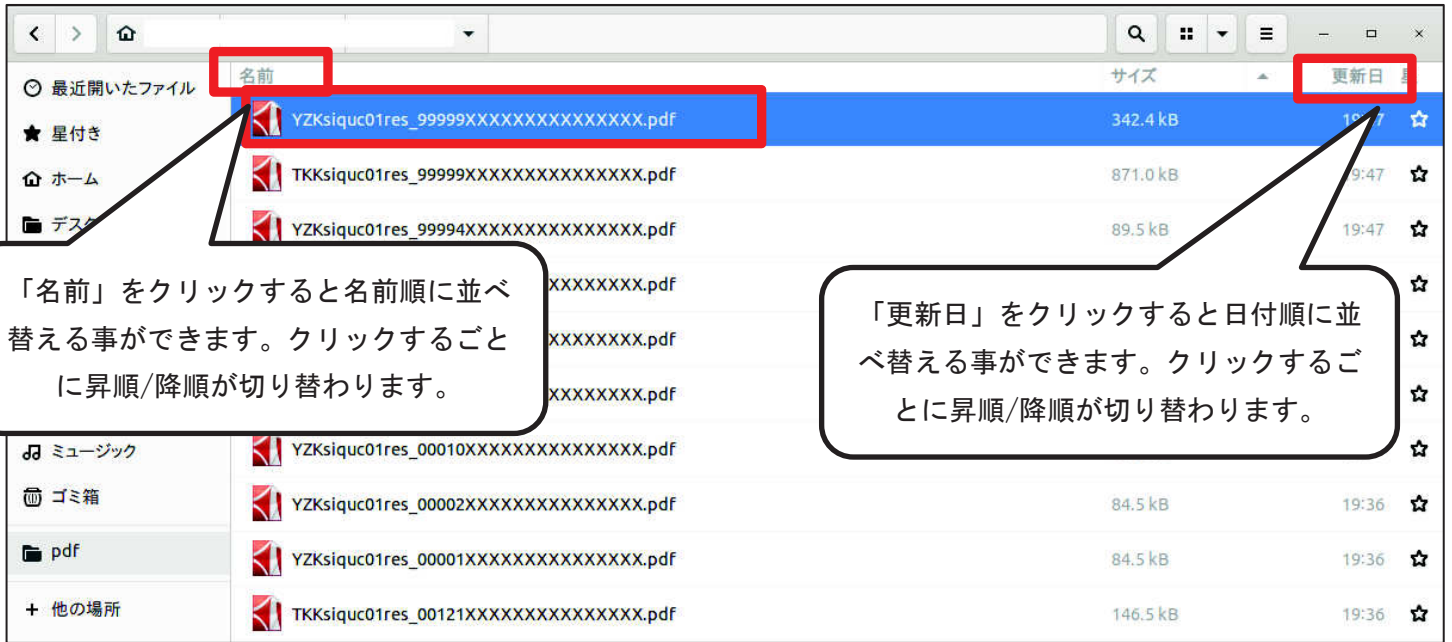 名前
サイズ
更新日
最近開いたファイル
YZKsiquc01res_99999XXXXXXXXXXXXXXX.pdf
342.4 kB
星付き
TKKsiquc01res_99999XXXXXXXXXXXXXXX.pdf
871.0 kB
9:47
ホーム
YZKsiquc01res_99994XXXXXXXXXXXXXXX.pdf
89.5 kB
19:47
デスク
「名前」をクリックすると名前順に並べ
替える事ができます。クリックするごと
に昇順/降順が切り替わります。
XXXXXXXX.pdf
XXXXXXXX.pdf
XXXXXXXX.pdf
「更新日」をクリックすると日付順に並
べ替える事ができます。クリックするご
とに昇順/降順が切り替わります。
ミュージック
YZKsiquc01res_00010XXXXXXXXXXXXXXX.pdf
ゴミ箱
YZKsiquc01res_00002XXXXXXXXXXXXXXX.pdf
84.5 kB
19:36
pdf
YZKsiquc01res_00001XXXXXXXXXXXXXXX.pdf
84.5 kB
19:36
他の場所
TKKsiquc01res_00121XXXXXXXXXXXXXXX.pdf
146.5 kB
19:36